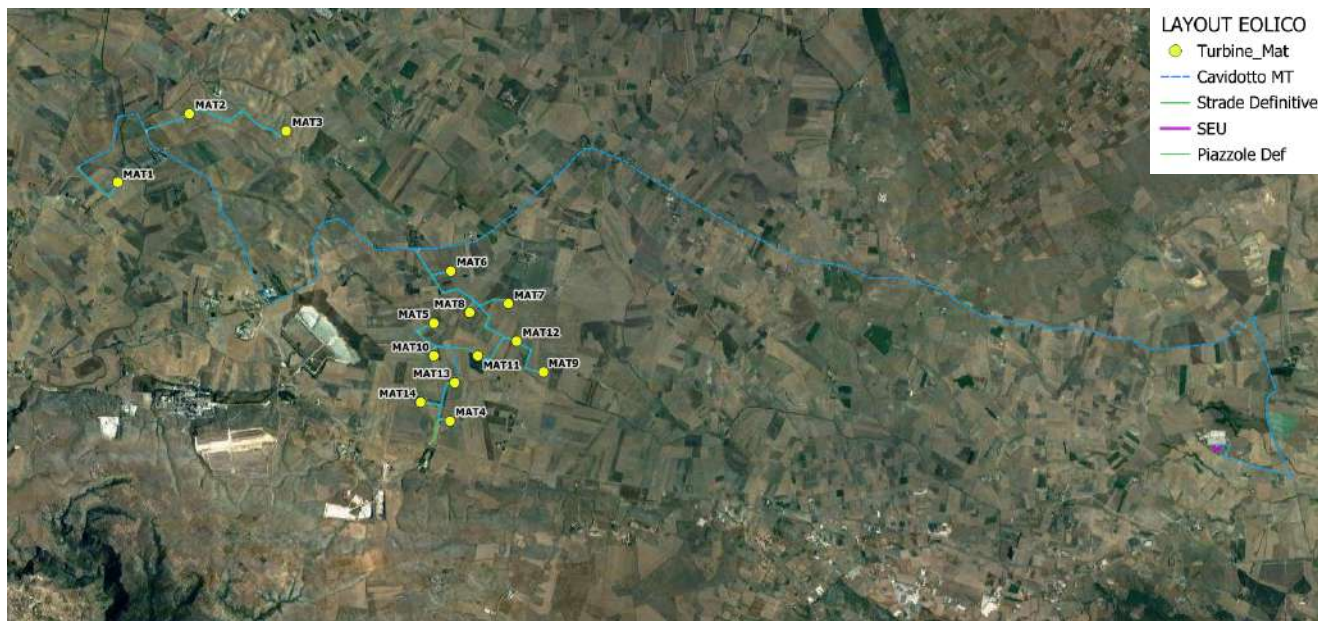 LAYOUT EOLICO
Turbine_Mat
Cavidotto MT
Strade Definitive
SEU
Piazzole Def
MAT2
MAT3
MAT1
MAT6
MAT7
MAT8
MAT5
MAT12
MAT10
MAT11
MAT9
MAT13
MAT14
MAT4